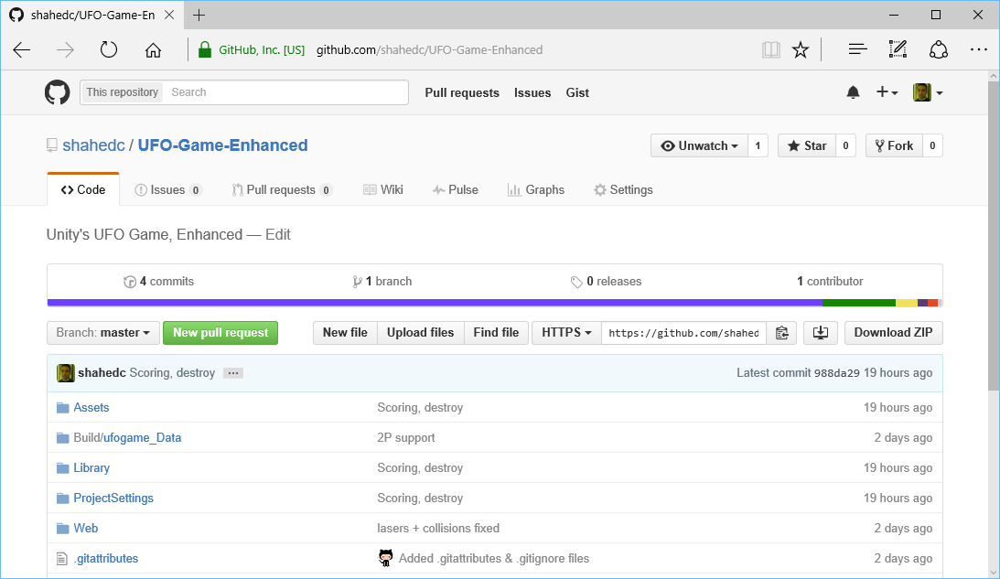 shahedc/UFO-Game-En
GitHub, Inc. [US] github.com/shahedc/UFO-Game-Enhanced
This repository Search Pull requests Issues Gist
shahedc / UFO-Game-Enhanced Unwatch 1 Star 0 Fork 0
Code Issues 0 Pull requests 0 Wiki Pulse Graphs Settings
Unity's UFO Game, Enhanced — Edit
4 commits 1 branch 0 releases 1 contributor
Branch: master New pull request New file Upload files Find file HTTPS https://github.com/shahed Download ZIP
shahedc Scoring, destroy ... Latest commit 988da29 19 hours ago
Assets Scoring, destroy 19 hours ago
Build/ufogame_Data 2P support 2 days ago
Library Scoring, destroy 19 hours ago
ProjectSettings Scoring, destroy 19 hours ago
Web lasers + collisions fixed 2 days ago
.gitattributes Added .gitattributes & .gitignore files 2 days ago